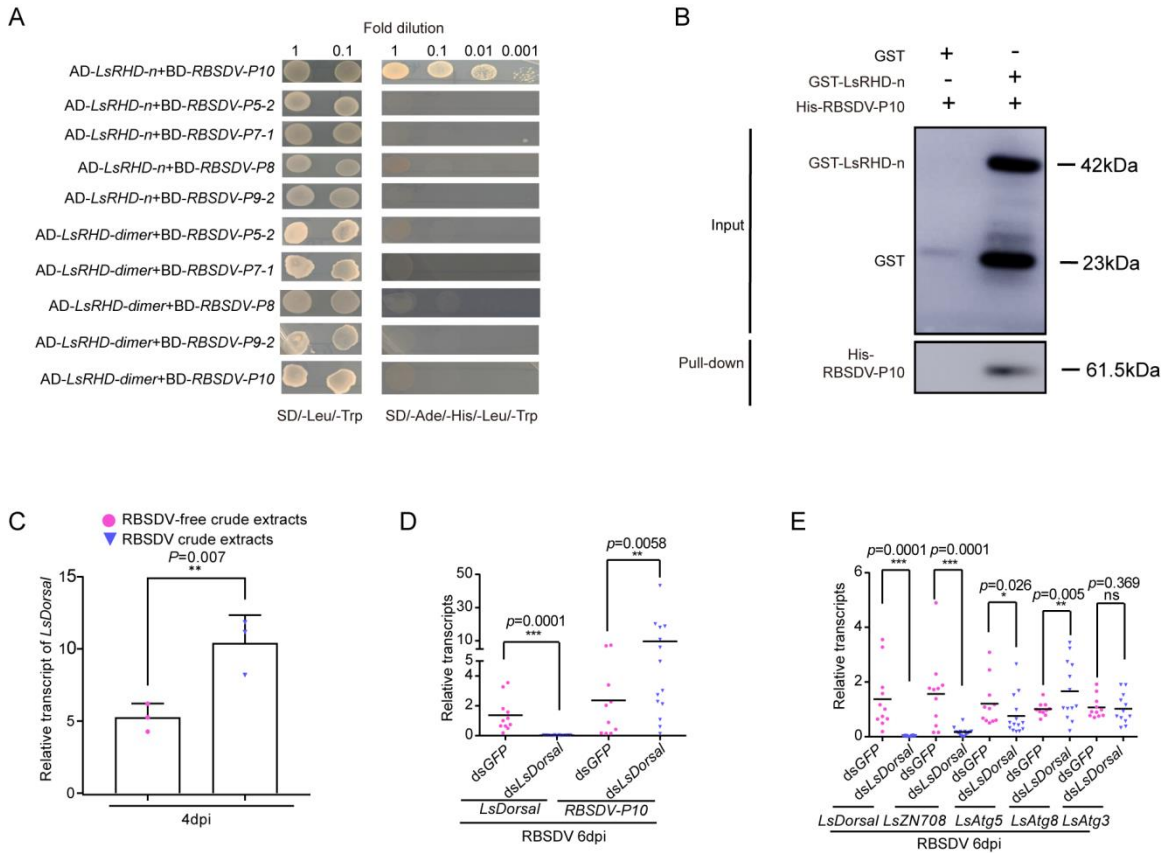 A
Fold dilution
1 0.1 1 0.1 0.01 0.001
AD-LsRHD-n+BD-RBSDV-P10
AD-LsRHD-n+BD-RBSDV-P5-2
AD-LsRHD-n+BD-RBSDV-P7-1
AD-LsRHD-n+BD-RBSDV-P8
AD-LsRHD-n+BD-RBSDV-P9-2
AD-LsRHD-dimer+BD-RBSDV-P5-2
AD-LsRHD-dimer+BD-RBSDV-P7-1
AD-LsRHD-dimer+BD-RBSDV-P8
AD-LsRHD-dimer+BD-RBSDV-P9-2
AD-LsRHD-dimer+BD-RBSDV-P10
SD/-Leu/-Trp SD/-Ade/-His/-Leu/-Trp
B
GST + -
GST-LsRHD-n - +
His-RBSDV-P10 + +
GST-LsRHD-n 42kDa
Input
GST 23kDa
Pull-down
His-
RBSDV-P10 61.5kDa
C
RBSDV-free crude extracts
RBSDV crude extracts
P=0.007
**
Relative transcript of LsDorsal
15
10
5
0
4dpi
D
p=0.0058
**
p=0.0001
***
Relative transcripts
50
30
10
6
4
2
0
dsGFP dsLsDorsal dsGFP dsLsDorsal
LsDorsal RBSDV-P10
RBSDV 6dpi
E
p=0.0001 p=0.0001 p=0.026 p=0.005 p=0.369
*** *** * ** ns
Relative transcripts
6
4
2
0
dsGFP dsLsDorsal dsGFP dsLsDorsal dsGFP dsLsDorsal dsGFP dsLsDorsal dsGFP dsLsDorsal
LsDorsal LsZN708 LsAtg5 LsAtg8 LsAtg3
RBSDV 6dpi